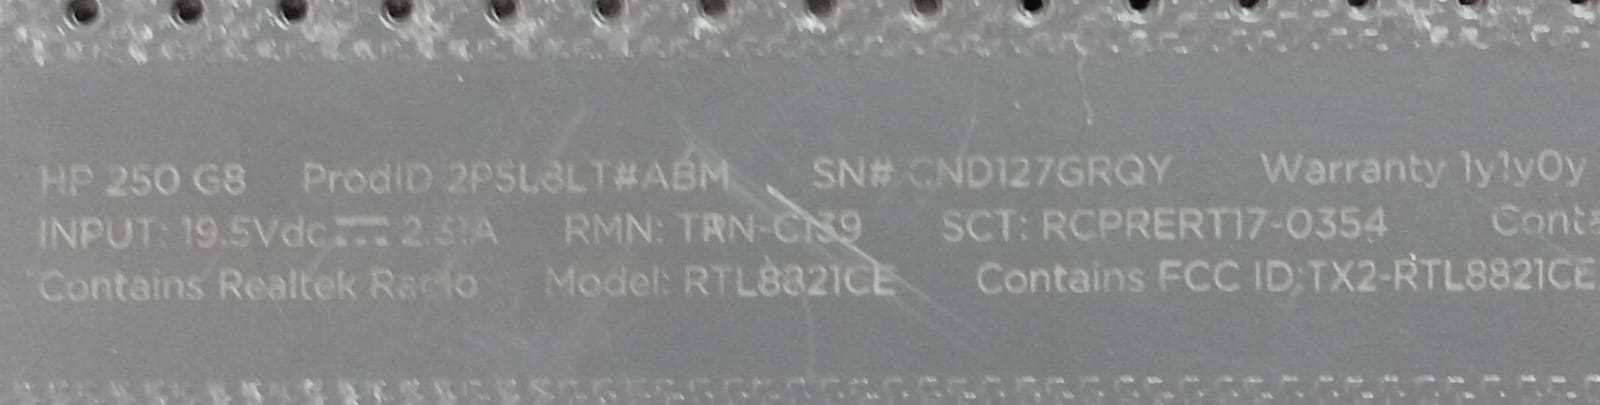 HP 250 G8 ProdID 2P5L8LT#ABM SN# CND127GRQY Warranty 1y1y0y
INPUT: 19.5Vdc 2.31A RMN: TPN-C139 SCT: RCPRERT17-0354
Contains Realtek Radio Model: RTL8821CE Contains FCC ID:TX2-RTL8821CE